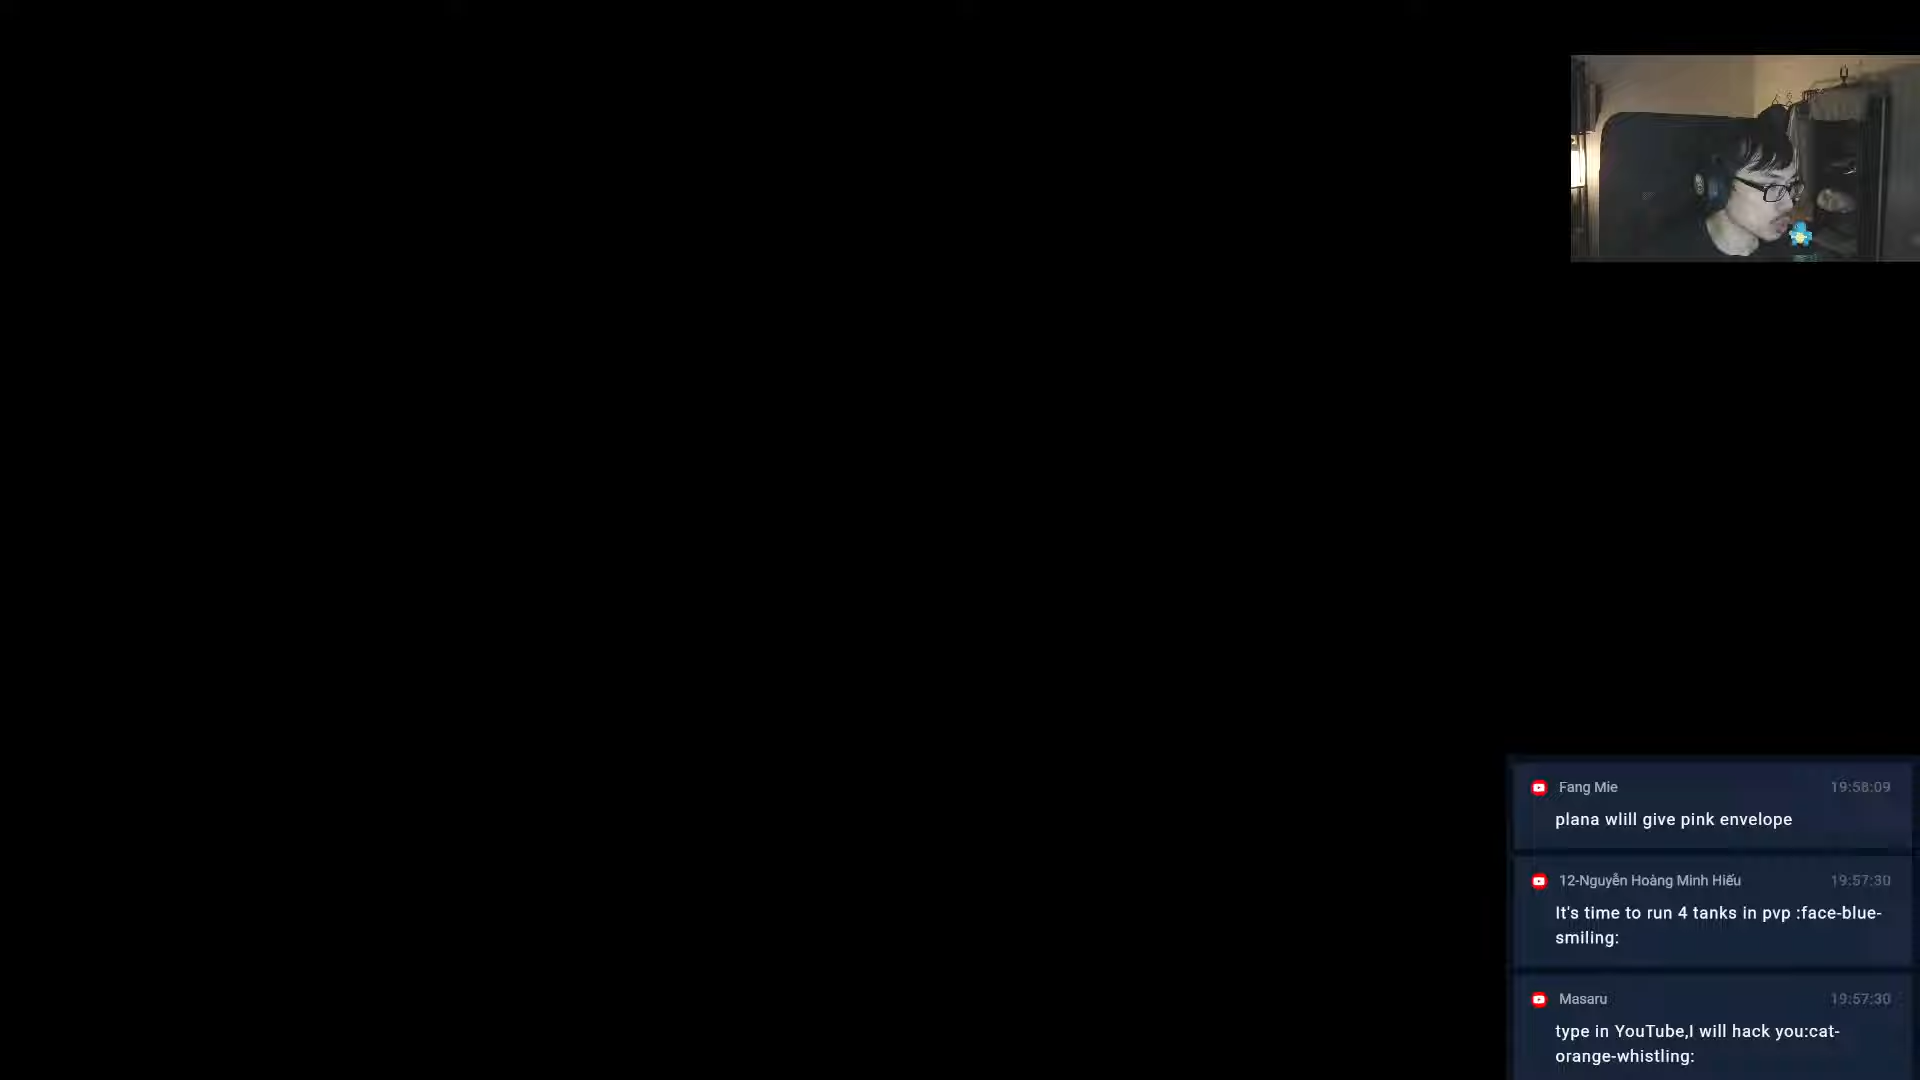 Fang Mie 19:58:09
plana wlill give pink envelope
12-Nguyễn Hoàng Minh Hiếu 19:57:30
It's time to run 4 tanks in pvp :face-blue-
smiling:
Masaru 19:57:30
type in YouTube,I will hack you:cat-
orange-whistling: